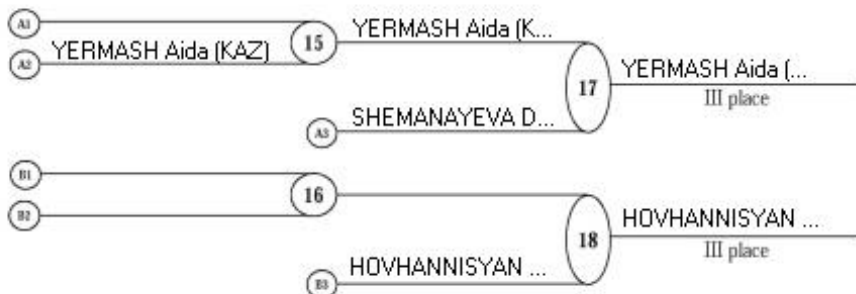 A1
YERMASH Aida (KAZ)
A2
15
YERMASH Aida (K...
SHEMANAYEVA D...
A3
17
YERMASH Aida (...
III place
B1
B2
16
HOVHANNISYAN ...
B3
18
HOVHANNISYAN ...
III place